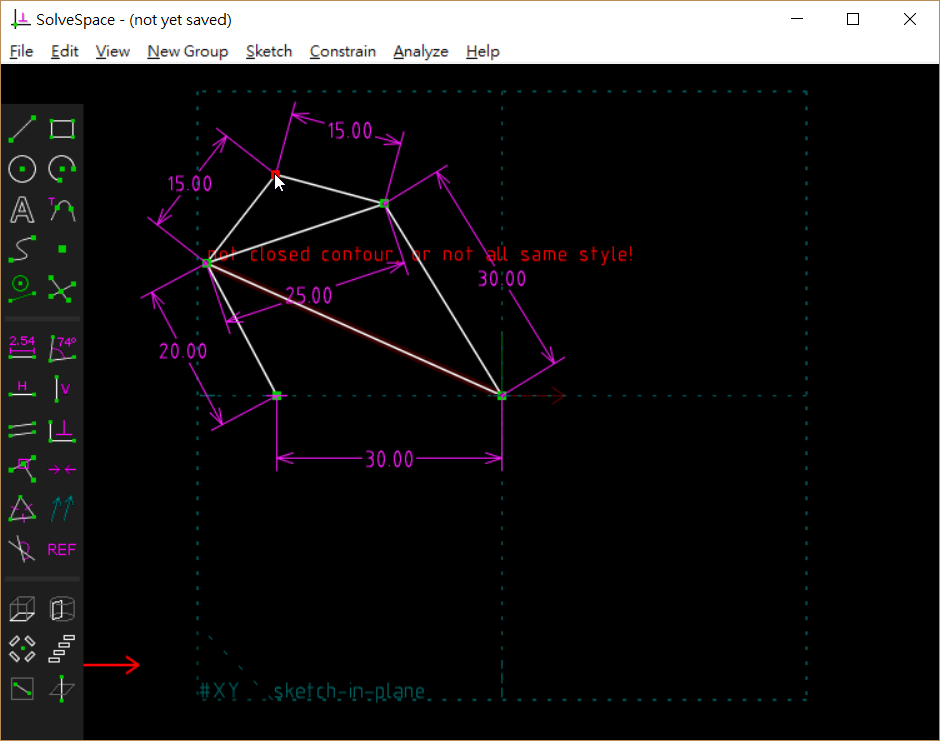 SolveSpace - (not yet saved)
File Edit View New Group Sketch Constrain Analyze Help
15.00
15.00
not closed contour, or not all same style!
30.00
25.00
2.54 74°
20.00
H V
30.00
REF
#XY sketch-in-plane